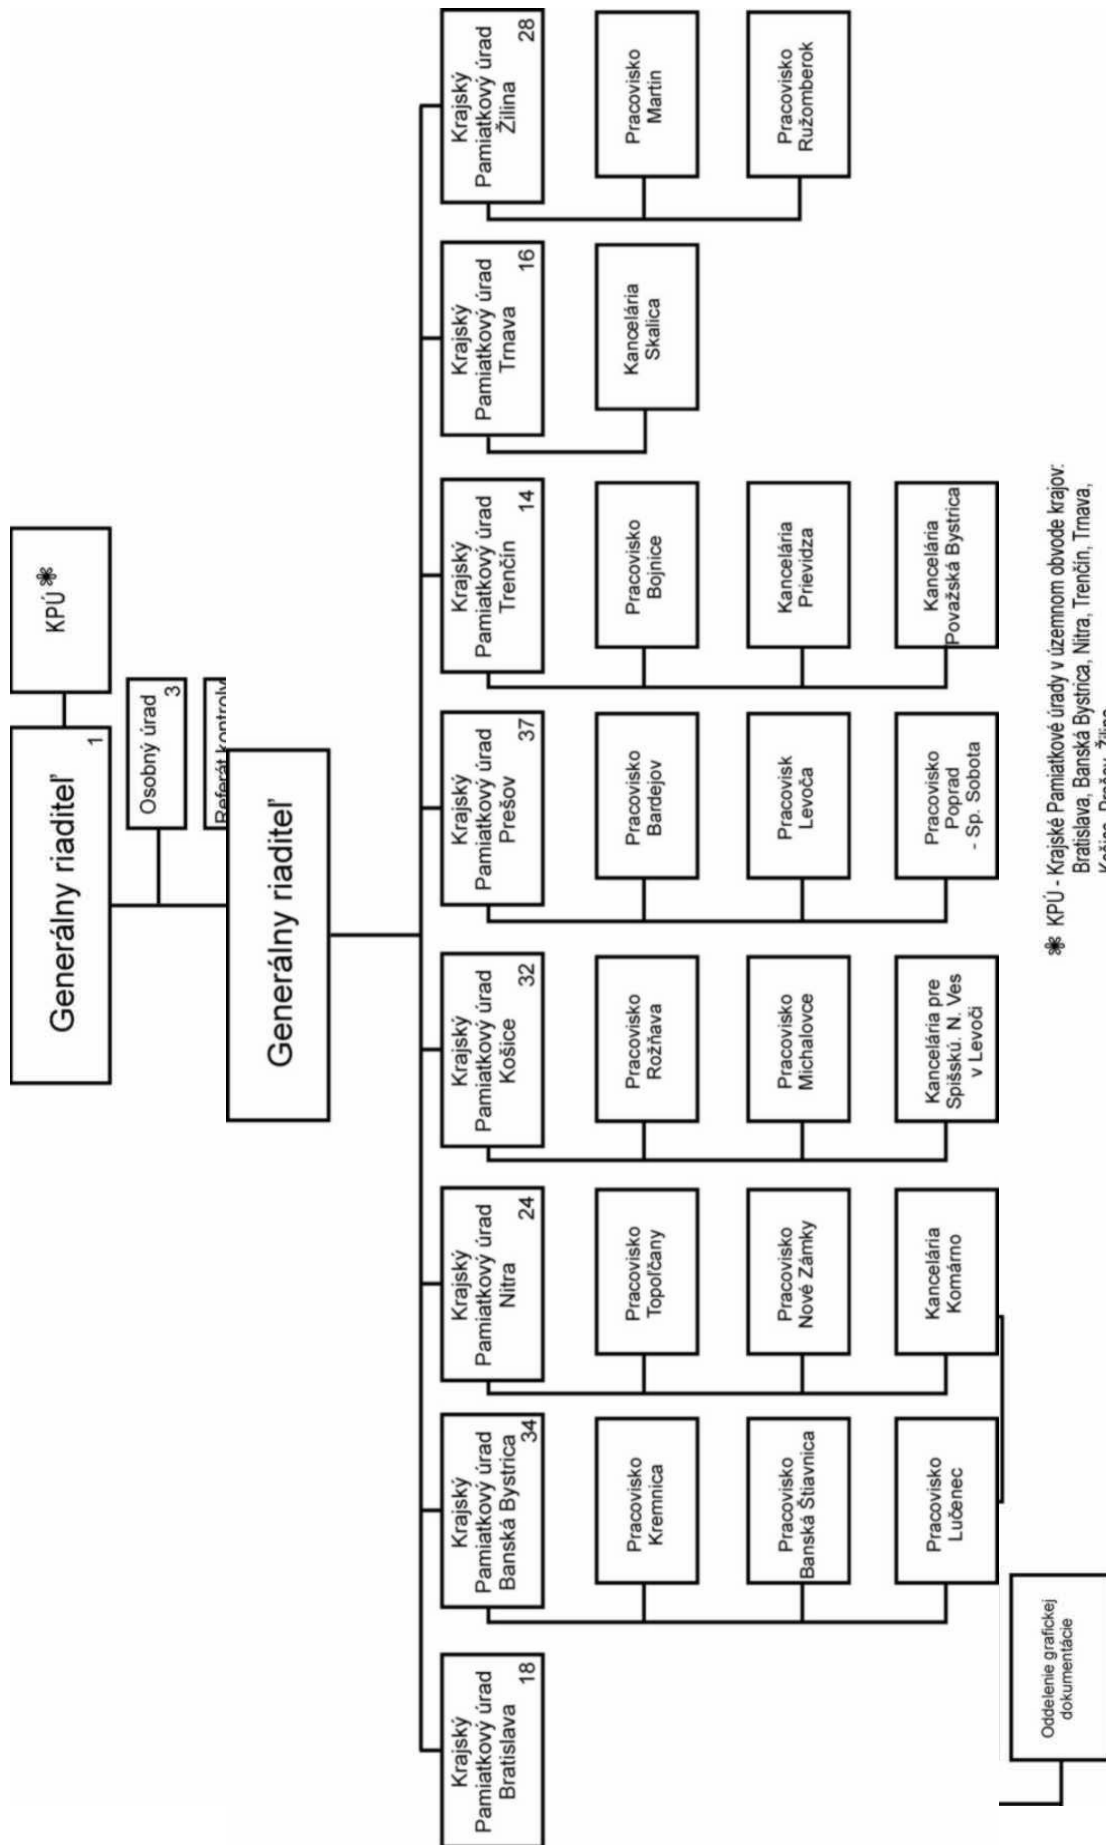 Generálny riaditeľ
1
KPÚ ❃
Osobný úrad
3
Referát kontroly
Generálny riaditeľ
Krajský
Pamiatkový úrad
Bratislava
18
Krajský
Pamiatkový úrad
Banská Bystrica
34
Pracovisko
Kremnica
Pracovisko
Banská Štiavnica
Pracovisko
Lučenec
Krajský
Pamiatkový úrad
Nitra
24
Pracovisko
Topoľčany
Pracovisko
Nové Zámky
Kancelária
Komárno
Krajský
Pamiatkový úrad
Košice
32
Pracovisko
Rožňava
Pracovisko
Michalovce
Kancelária pre
Spišskú. N. Ves
v Levoči
Krajský
Pamiatkový úrad
Prešov
37
Pracovisko
Bardejov
Pracovisk
Levoča
Pracovisko
Poprad
- Sp. Sobota
Krajský
Pamiatkový úrad
Trenčín
14
Pracovisko
Bojnice
Kancelária
Prievidza
Kancelária
Považská Bystrica
Krajský
Pamiatkový úrad
Trnava
16
Kancelária
Skalica
Krajský
Pamiatkový úrad
Žilina
28
Pracovisko
Martin
Pracovisko
Ružomberok
Oddelenie grafickej
dokumentácie
❃ KPÚ - Krajské Pamiatkové úrady v územnom obvode krajov:
Bratislava, Banská Bystrica, Nitra, Trenčín, Trnava,
Košice, Prešov, Žilina